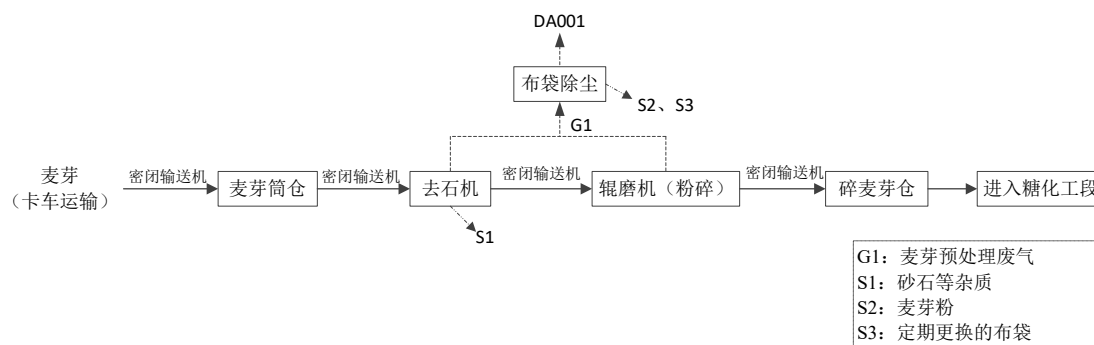 DA001
布袋除尘
S2、S3
G1
麦芽
（卡车运输）
密闭输送机
麦芽筒仓
密闭输送机
去石机
密闭输送机
辊磨机（粉碎）
密闭输送机
碎麦芽仓
进入糖化工段
S1
G1：麦芽预处理废气
S1：砂石等杂质
S2：麦芽粉
S3：定期更换的布袋